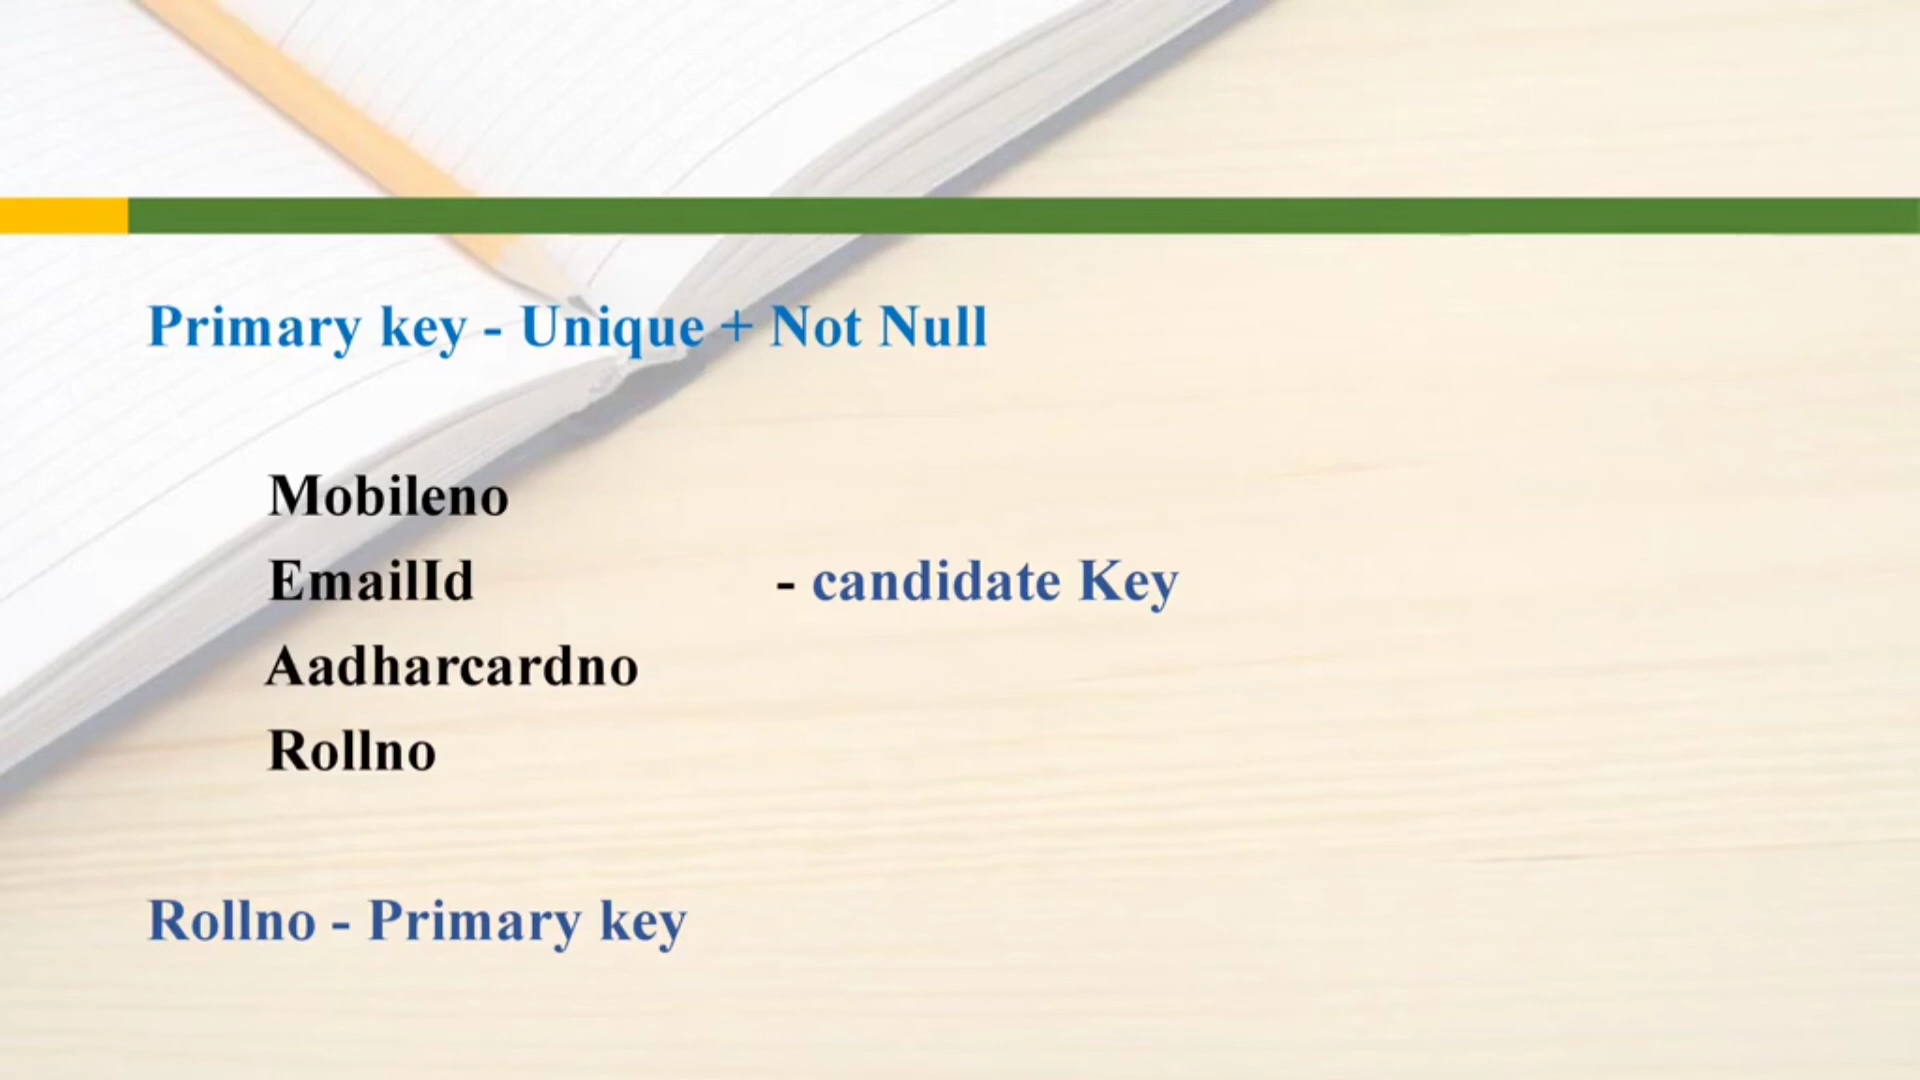 Primary key - Unique + Not Null
Mobileno
EmailId - candidate Key
Aadharcardno
Rollno
Rollno - Primary key